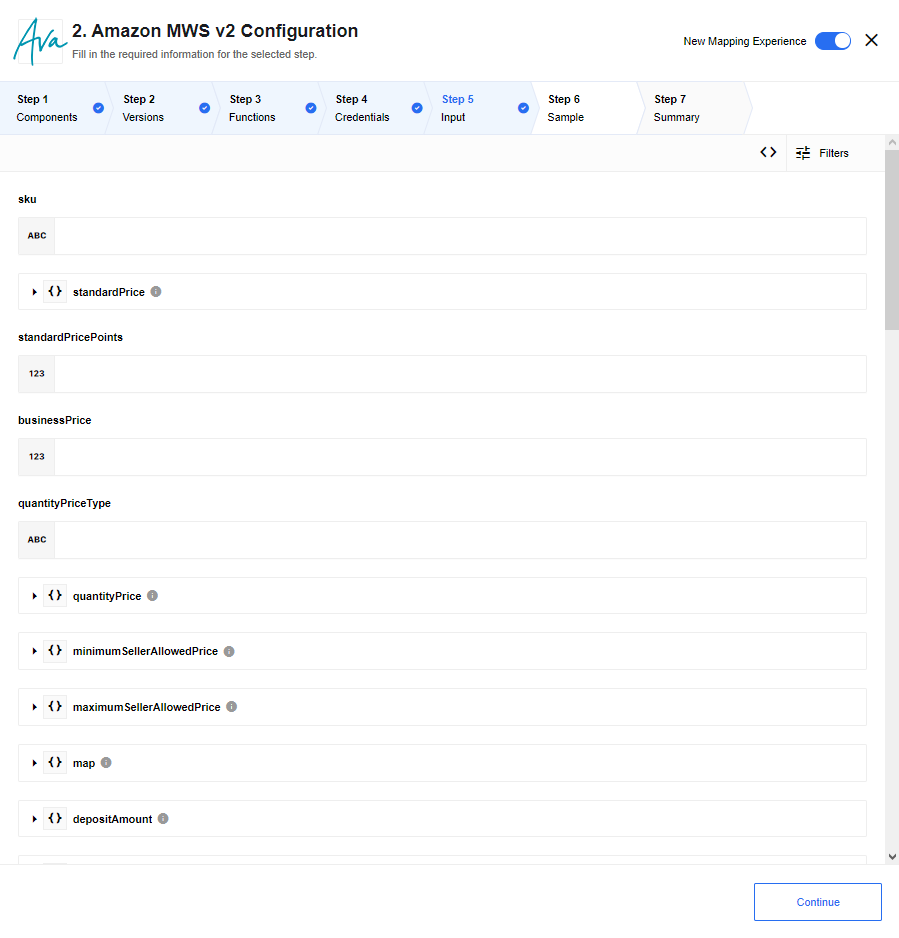 Ava
2. Amazon MWS v2 Configuration
Fill in the required information for the selected step.
New Mapping Experience
Step 1
Components
Step 2
Versions
Step 3
Functions
Step 4
Credentials
Step 5
Input
Step 6
Sample
Step 7
Summary
Filters
sku
ABC
{} standardPrice
standardPricePoints
123
businessPrice
123
quantityPriceType
ABC
{} quantityPrice
{} minimumSellerAllowedPrice
{} maximumSellerAllowedPrice
{} map
{} depositAmount
Continue